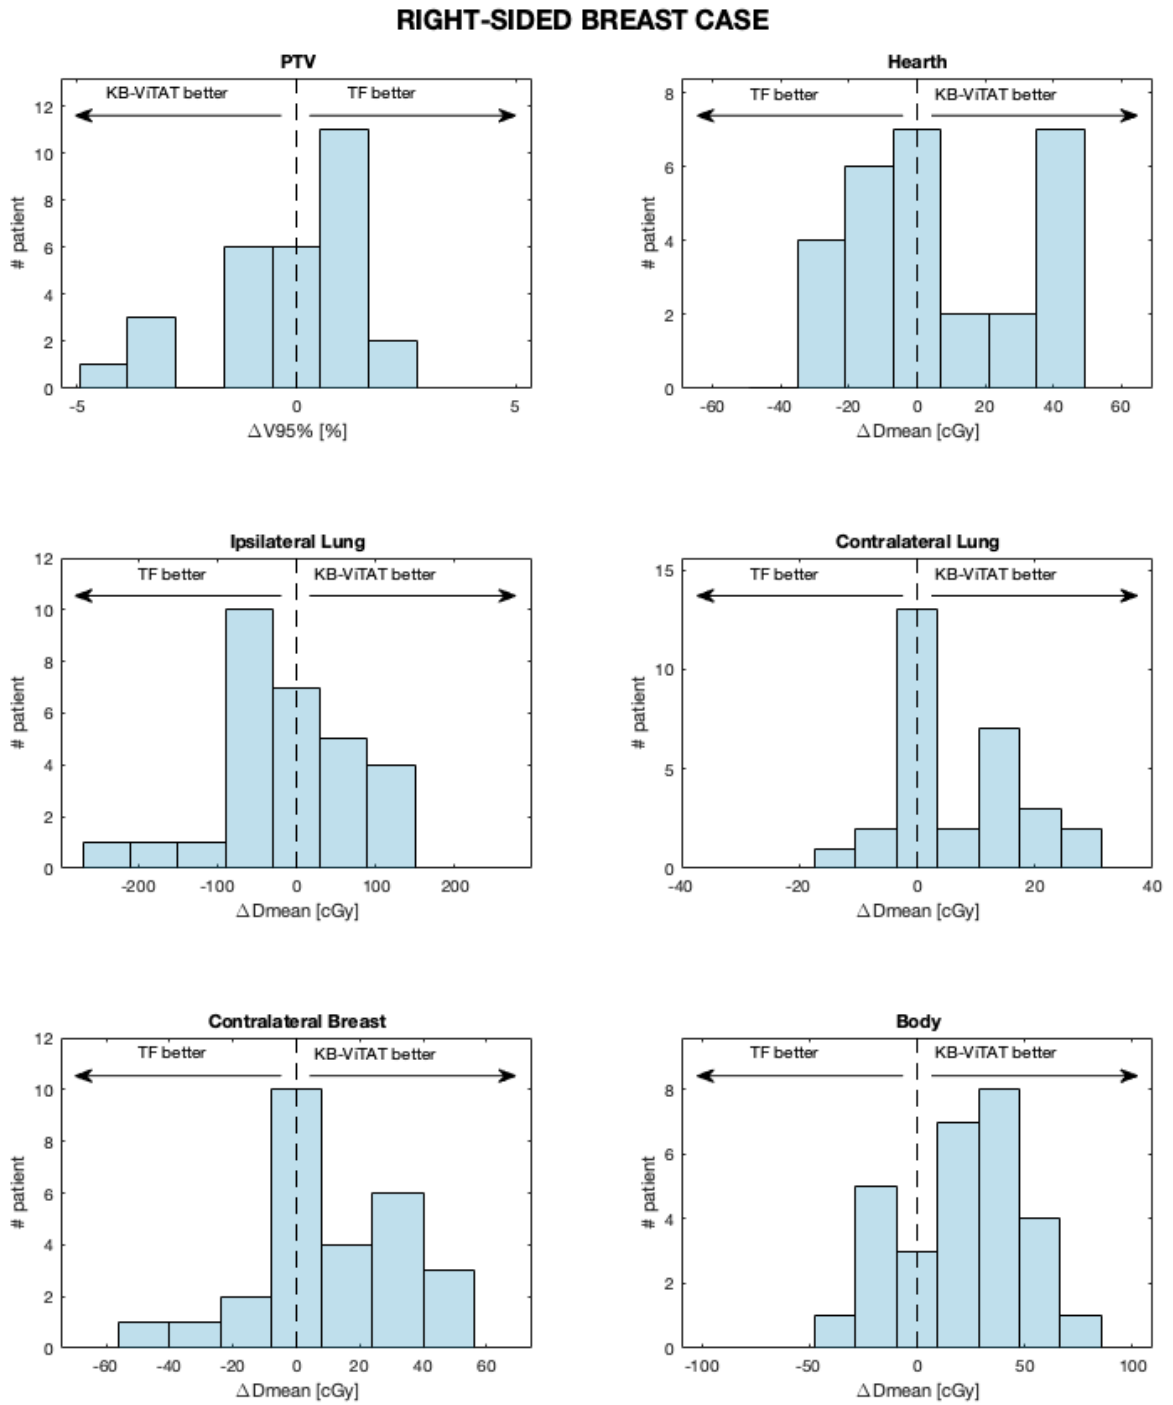 RIGHT-SIDED BREAST CASE
PTV
KB-ViTAT better TF better
12
10
8
6
4
2
0
# patient
-5 0 5
ΔV95% [%]
Hearth
TF better KB-ViTAT better
8
6
4
2
0
# patient
-60 -40 -20 0 20 40 60
ΔDmean [cGy]
Ipsilateral Lung
TF better KB-ViTAT better
12
10
8
6
4
2
0
# patient
-200 -100 0 100 200
ΔDmean [cGy]
Contralateral Lung
TF better KB-ViTAT better
15
10
5
0
# patient
-40 -20 0 20 40
ΔDmean [cGy]
Contralateral Breast
TF better KB-ViTAT better
12
10
8
6
4
2
0
# patient
-60 -40 -20 0 20 40 60
ΔDmean [cGy]
Body
TF better KB-ViTAT better
8
6
4
2
0
# patient
-100 -50 0 50 100
ΔDmean [cGy]